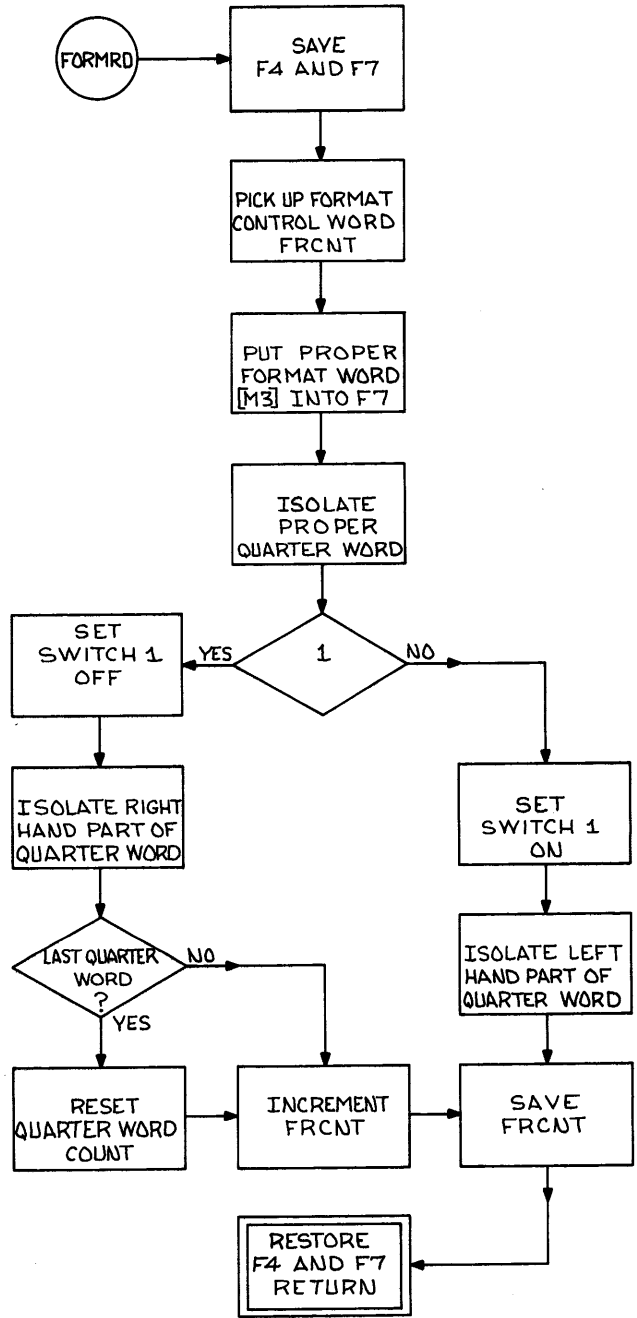 FORMRD
SAVE
F4 AND F7
PICK UP FORMAT
CONTROL WORD
FRCNT
PUT PROPER
FORMAT WORD
[M3] INTO F7
ISOLATE
PROPER
QUARTER WORD
1
YES
NO
SET
SWITCH 1
OFF
ISOLATE RIGHT
HAND PART OF
QUARTER WORD
SET
SWITCH 1
ON
LAST QUARTER
WORD
?
NO
YES
ISOLATE LEFT
HAND PART OF
QUARTER WORD
RESET
QUARTER WORD
COUNT
INCREMENT
FRCNT
SAVE
FRCNT
RESTORE
F4 AND F7
RETURN